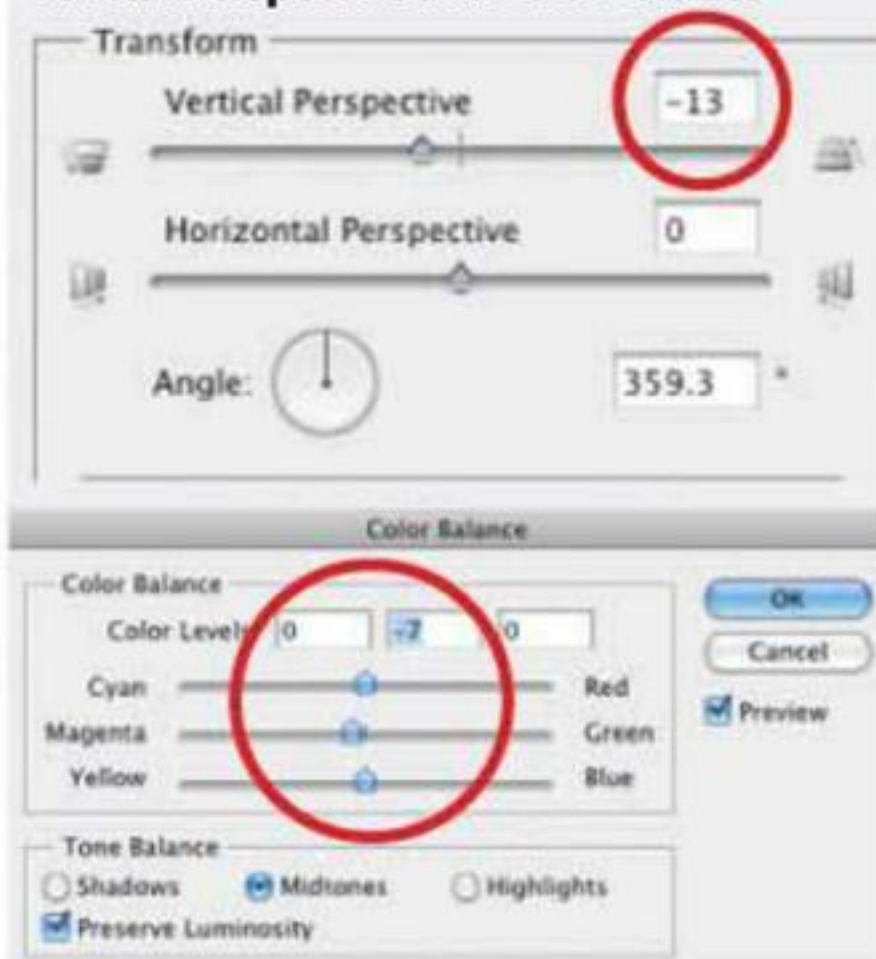 Transform
Vertical Perspective -13
Horizontal Perspective 0
Angle: 359.3 °
Color Balance
Color Balance
Color Levels 0 -7 0
Cyan Red
Magenta Green
Yellow Blue
OK
Cancel
Preview
Tone Balance
Shadows Midtones Highlights
Preserve Luminosity